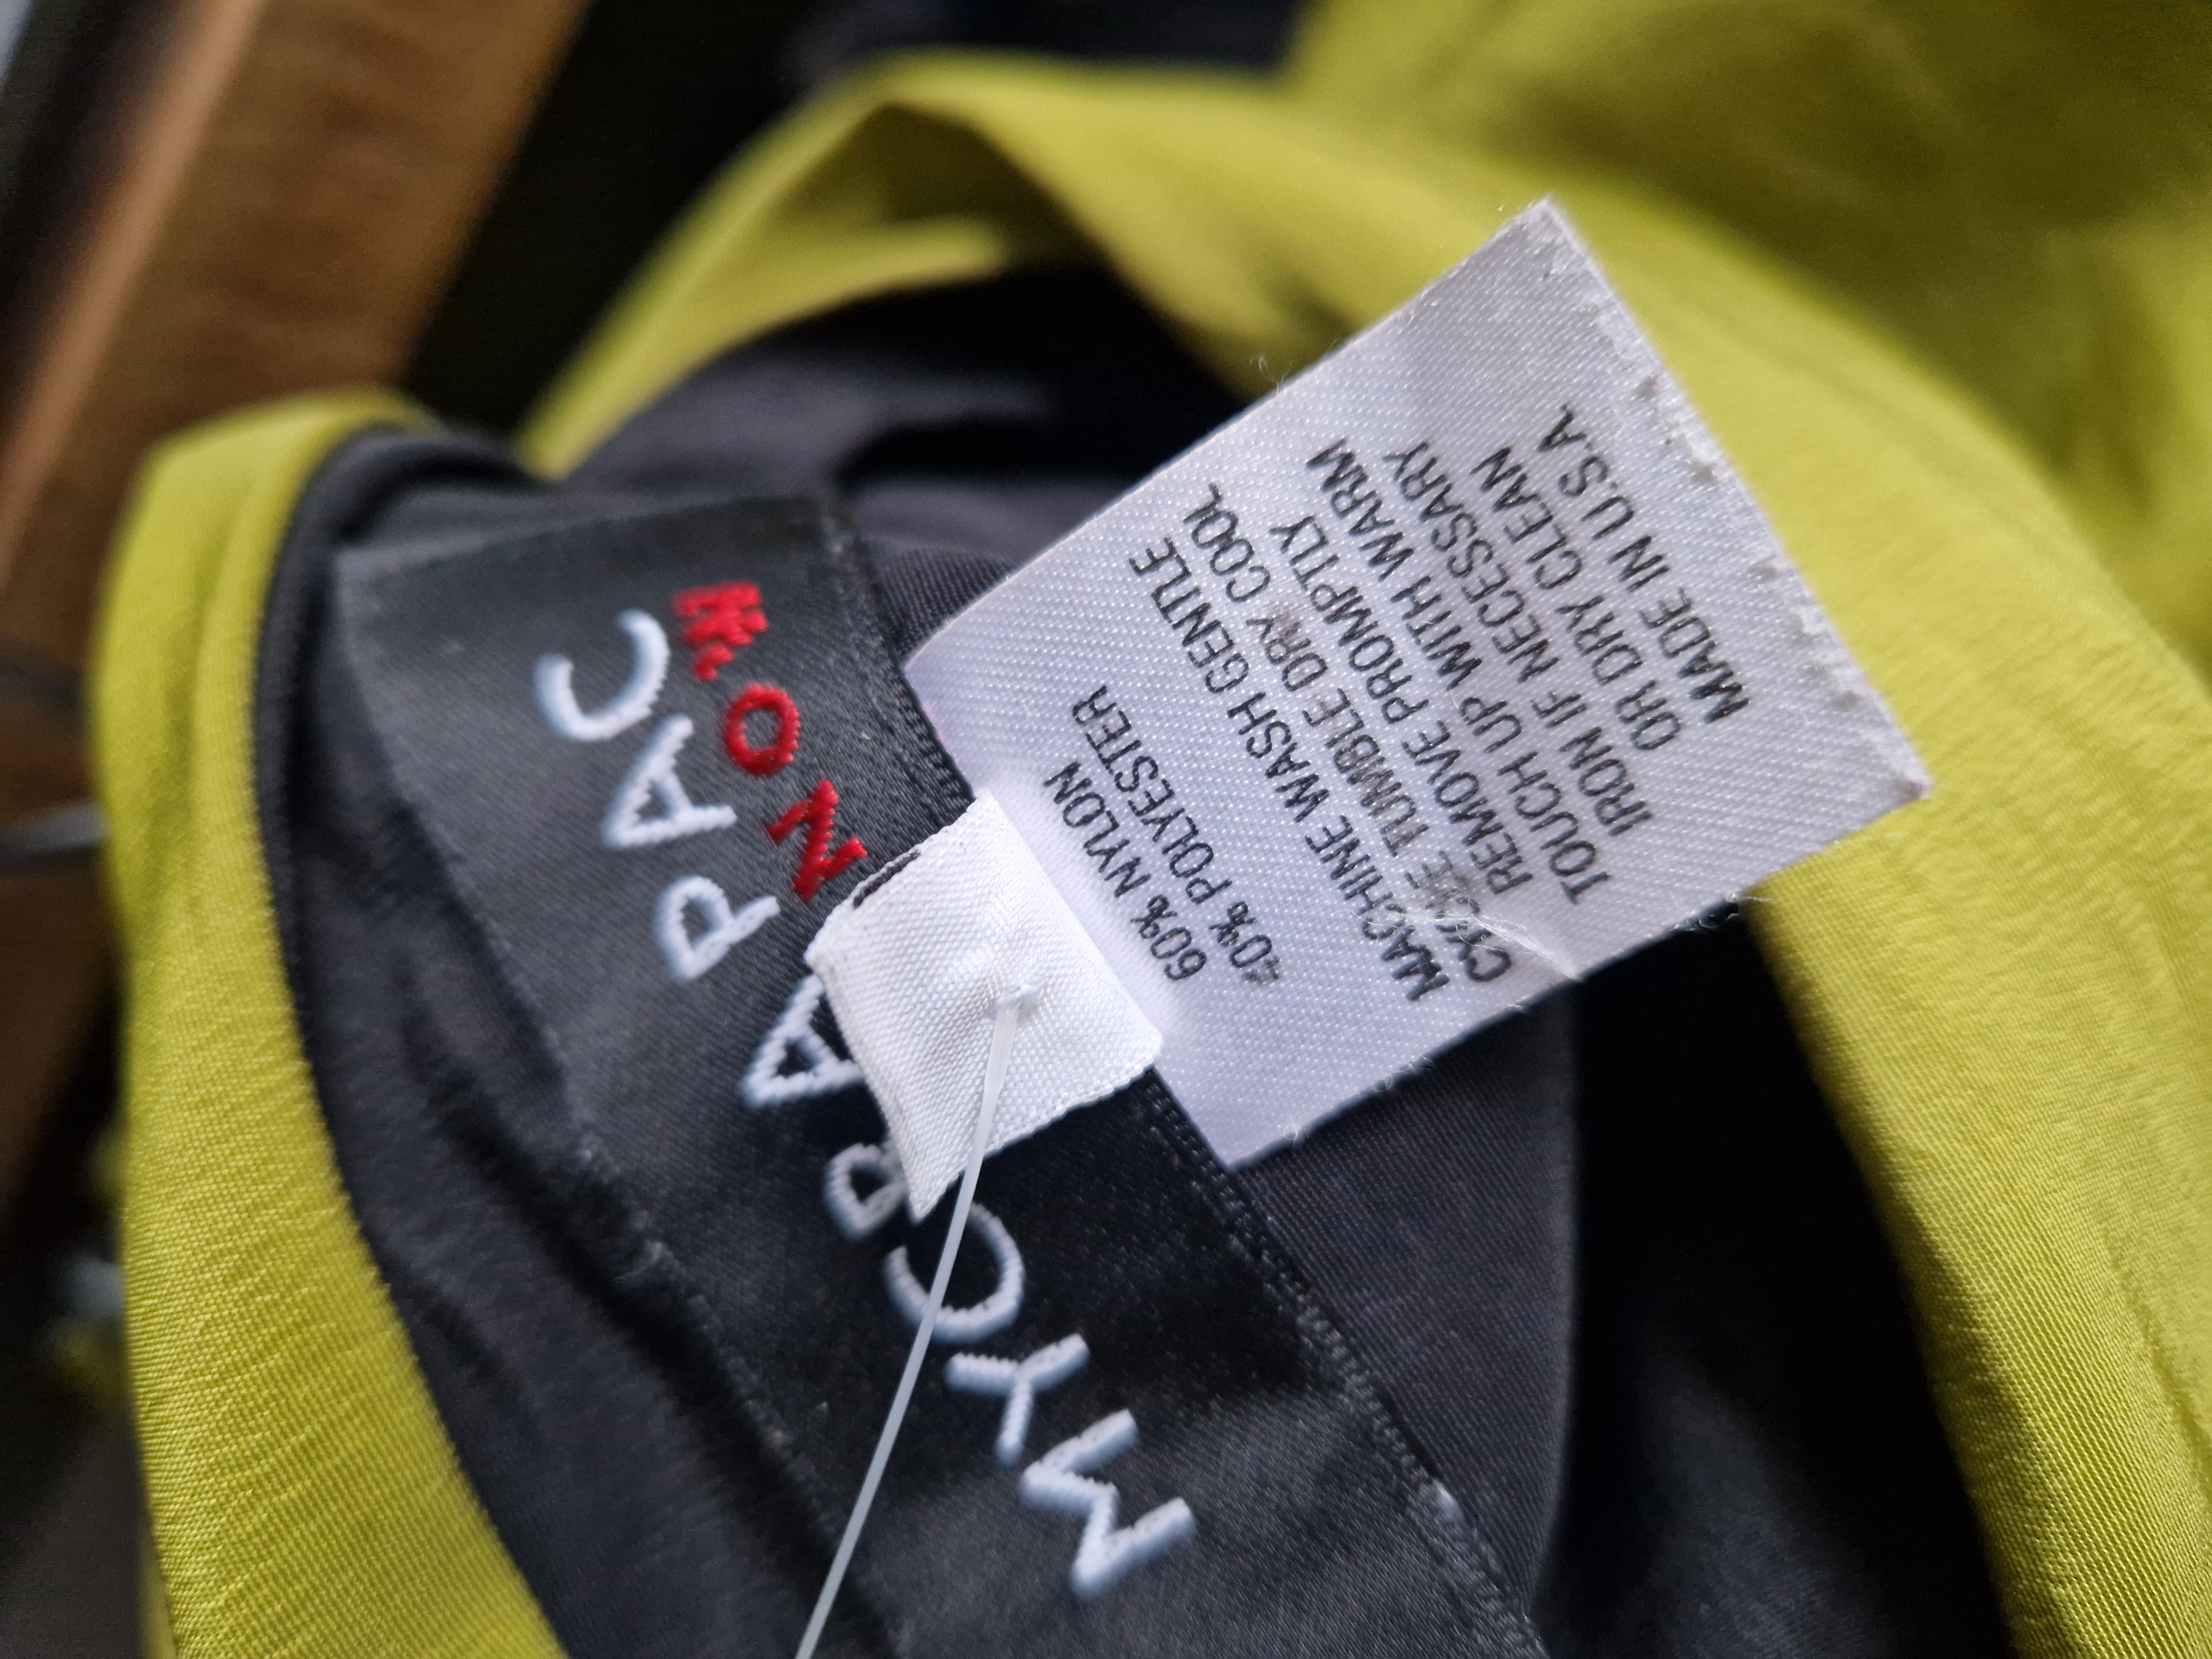 MYCRA PAC
NOW
60% NYLON
40% POLYESTER
MACHINE WASH GENTLE
CYCLE TUMBLE DRY COOL
REMOVE PROMPTLY
TOUCH UP WITH WARM
IRON IF NECESSARY
OR DRY CLEAN
MADE IN U.S.A